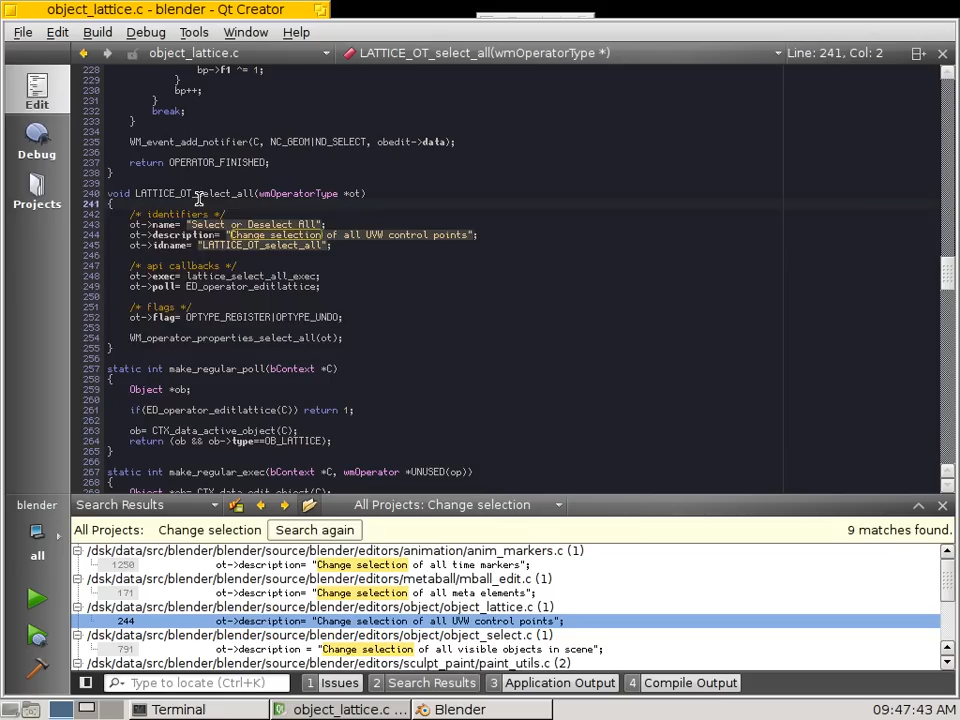 object_lattice.c - blender - Qt Creator
File Edit Build Debug Tools Window Help
object_lattice.c LATTICE_OT_select_all(wmOperatorType *) Line: 241, Col: 2
Edit
Debug
Projects
228 bp->f1 ^= 1;
229 }
230 bp++;
231 }
232 break;
233 }
234
235 WM_event_add_notifier(C, NC_GEOM|ND_SELECT, obedit->data);
236
237 return OPERATOR_FINISHED;
238 }
239
240 void LATTICE_OT_select_all(wmOperatorType *ot)
241 {
242 /* identifiers */
243 ot->name= "Select or Deselect All";
244 ot->description= "Change selection of all UVW control points";
245 ot->idname= "LATTICE_OT_select_all";
246
247 /* api callbacks */
248 ot->exec= lattice_select_all_exec;
249 ot->poll= ED_operator_editlattice;
250
251 /* flags */
252 ot->flag= OPTYPE_REGISTER|OPTYPE_UNDO;
253
254 WM_operator_properties_select_all(ot);
255 }
256
257 static int make_regular_poll(bContext *C)
258 {
259 Object *ob;
260
261 if(ED_operator_editlattice(C)) return 1;
262
263 ob= CTX_data_active_object(C);
264 return (ob && ob->type==OB_LATTICE);
265 }
266
267 static int make_regular_exec(bContext *C, wmOperator *UNUSED(op))
268 {
269 Object *ob= CTX_data_edit_object(C);
blender
all
Search Results All Projects: Change selection
All Projects: Change selection Search again 9 matches found.
/dsk/data/src/blender/blender/source/blender/editors/animation/anim_markers.c (1)
1250 ot->description= "Change selection of all time markers";
/dsk/data/src/blender/blender/source/blender/editors/metaball/mball_edit.c (1)
171 ot->description= "Change selection of all meta elements";
/dsk/data/src/blender/blender/source/blender/editors/object/object_lattice.c (1)
244 ot->description= "Change selection of all UVW control points";
/dsk/data/src/blender/blender/source/blender/editors/object/object_select.c (1)
791 ot->description = "Change selection of all visible objects in scene";
/dsk/data/src/blender/blender/source/blender/editors/sculpt_paint/paint_utils.c (2)
Type to locate (Ctrl+K) 1 Issues 2 Search Results 3 Application Output 4 Compile Output
Terminal object_lattice.c ... Blender 09:47:43 AM